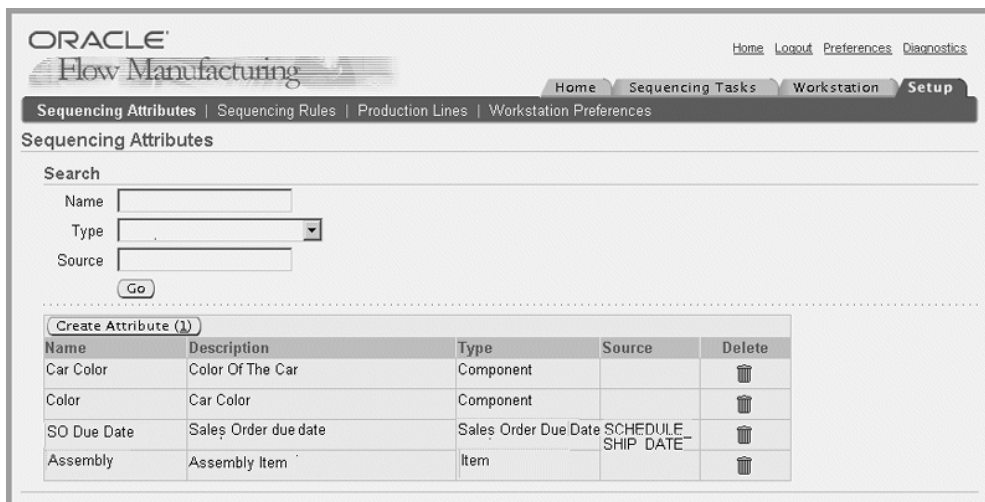 ORACLE
Flow Manufacturing
Home Logout Preferences Diagnostics
Home Sequencing Tasks Workstation Setup
Sequencing Attributes | Sequencing Rules | Production Lines | Workstation Preferences
Sequencing Attributes
Search
Name
Type
Source
Go
Create Attribute (1)
Name Description Type Source Delete
Car Color Color Of The Car Component
Color Car Color Component
SO Due Date Sales Order due date Sales Order Due Date SCHEDULE_
SHIP_DATE
Assembly Assembly Item Item